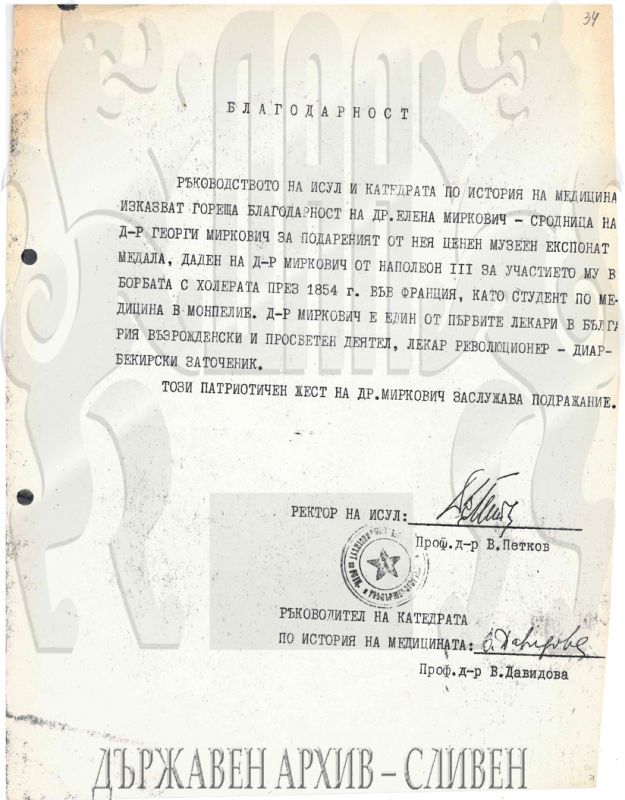 34
БЛАГОДАРНОСТ
РЪКОВОДСТВОТО НА ИСУЛ И КАТЕДРАТА ПО ИСТОРИЯ НА МЕДИЦИНА
ИЗКАЗВАТ ГОРЕЩА БЛАГОДАРНОСТ НА ДР.ЕЛЕНА МИРКОВИЧ – СРОДНИЦА НА
Д-Р ГЕОРГИ МИРКОВИЧ ЗА ПОДАРЕНИЯТ ОТ НЕЯ ЦЕНЕН МУЗЕЕН ЕКСПОНАТ
МЕДАЛА, ДАДЕН НА Д-Р МИРКОВИЧ ОТ НАПОЛЕОН III ЗА УЧАСТИЕТО МУ В
БОРБАТА С ХОЛЕРАТА ПРЕЗ 1854 г. ВЪВ ФРАНЦИЯ, КАТО СТУДЕНТ ПО МЕ-
ДИЦИНА В МОНПЕЛИЕ. Д-Р МИРКОВИЧ Е ЕДИН ОТ ПЪРВИТЕ ЛЕКАРИ В БЪЛГА
РИЯ ВЪЗРОЖДЕНСКИ И ПРОСВЕТЕН ДЕЯТЕЛ, ЛЕКАР РЕВОЛЮЦИОНЕР – ДИАР-
БЕКИРСКИ ЗАТОЧЕНИК.
ТОЗИ ПАТРИОТИЧЕН ЖЕСТ НА ДР.МИРКОВИЧ ЗАСЛУЖАВА ПОДРАЖАНИЕ.
РЕКТОР НА ИСУЛ:
Проф.д-р В.Петков
РЪКОВОДИТЕЛ НА КАТЕДРАТА
ПО ИСТОРИЯ НА МЕДИЦИНАТА: В. Давидова
Проф.д-р В.Давидова
ДЪРЖАВЕН АРХИВ – СЛИВЕН